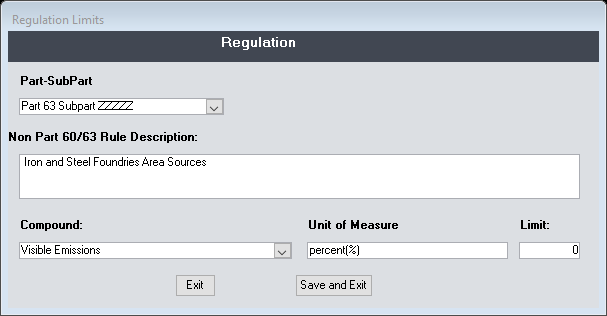 Regulation Limits
Regulation
Part-SubPart
Part 63 Subpart ZZZZZ
Non Part 60/63 Rule Description:
Iron and Steel Foundries Area Sources
Compound: Unit of Measure Limit:
Visible Emissions percent(%) 0
Exit Save and Exit